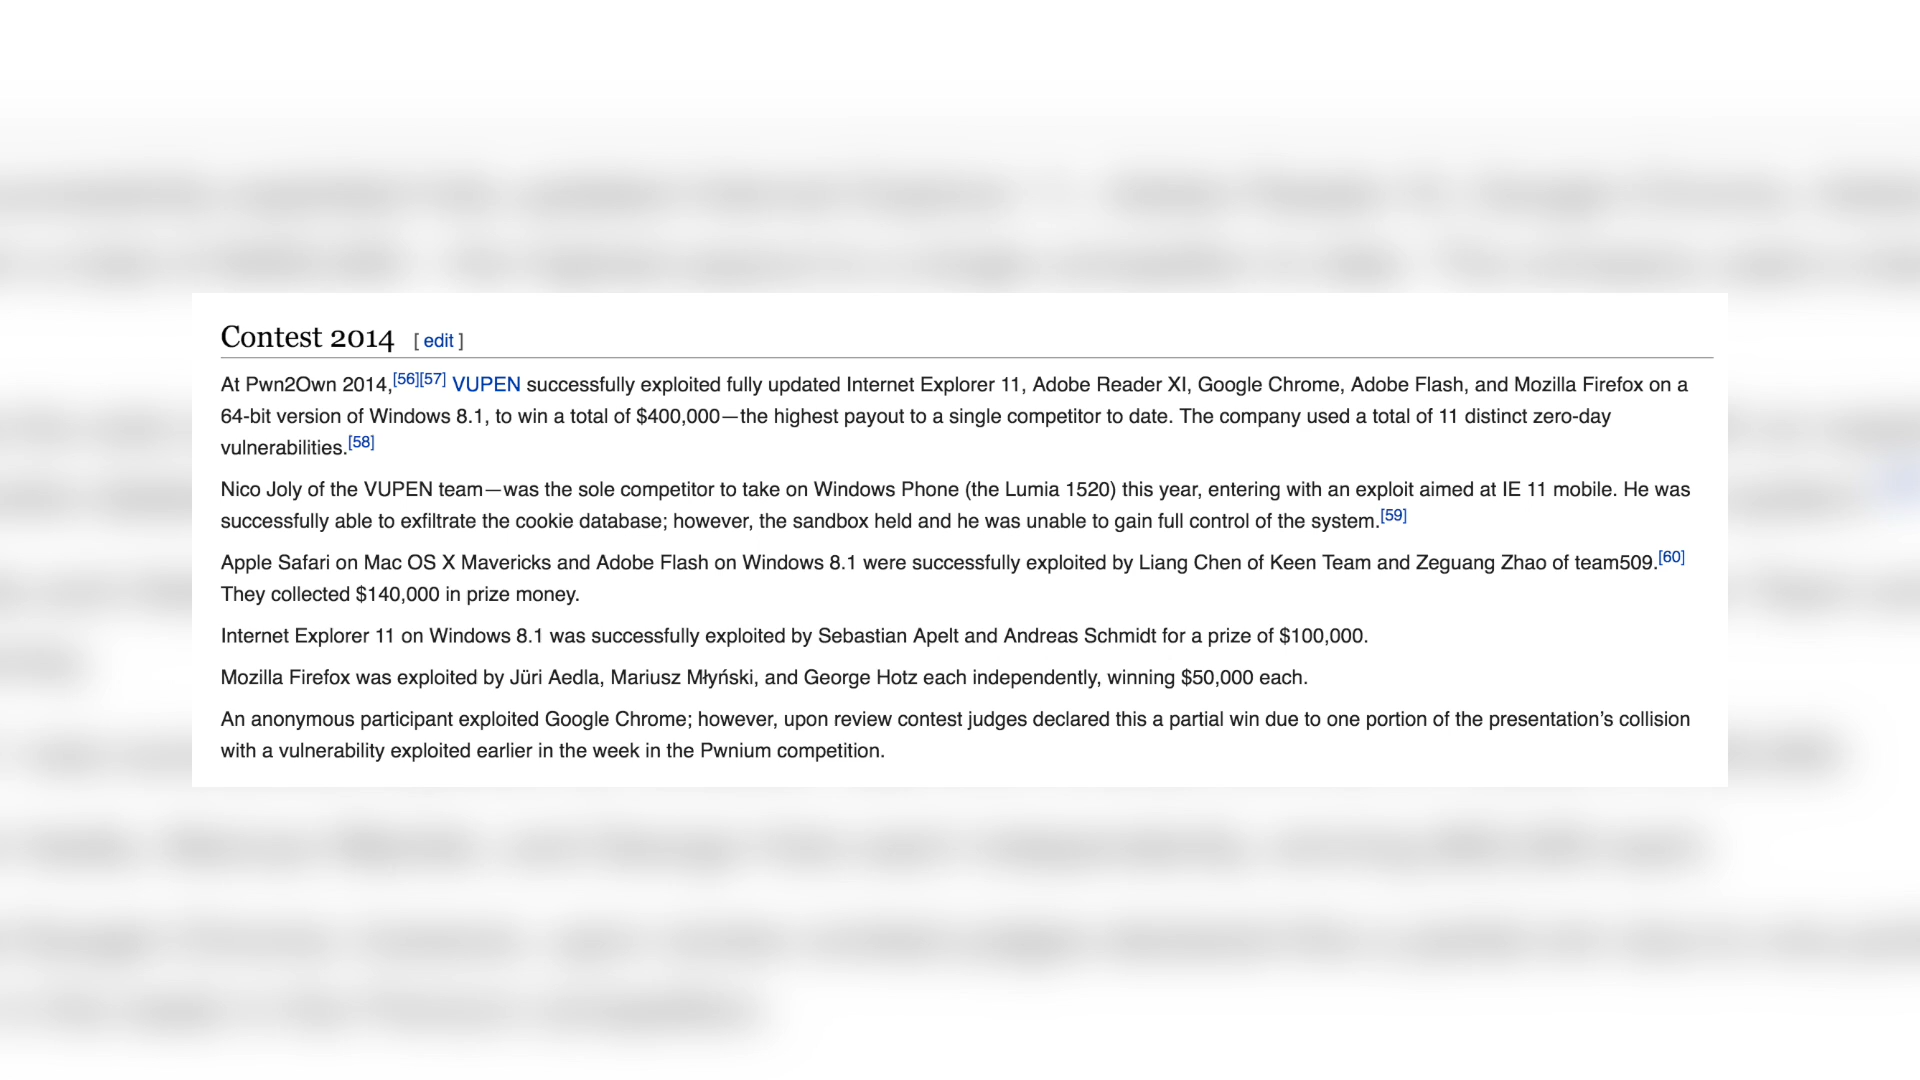 Contest 2014 [ edit ]
At Pwn2Own 2014,[56][57] VUPEN successfully exploited fully updated Internet Explorer 11, Adobe Reader XI, Google Chrome, Adobe Flash, and Mozilla Firefox on a
64-bit version of Windows 8.1, to win a total of $400,000—the highest payout to a single competitor to date. The company used a total of 11 distinct zero-day
vulnerabilities.[58]
Nico Joly of the VUPEN team—was the sole competitor to take on Windows Phone (the Lumia 1520) this year, entering with an exploit aimed at IE 11 mobile. He was
successfully able to exfiltrate the cookie database; however, the sandbox held and he was unable to gain full control of the system.[59]
Apple Safari on Mac OS X Mavericks and Adobe Flash on Windows 8.1 were successfully exploited by Liang Chen of Keen Team and Zeguang Zhao of team509.[60]
They collected $140,000 in prize money.
Internet Explorer 11 on Windows 8.1 was successfully exploited by Sebastian Apelt and Andreas Schmidt for a prize of $100,000.
Mozilla Firefox was exploited by Jüri Aedla, Mariusz Młyński, and George Hotz each independently, winning $50,000 each.
An anonymous participant exploited Google Chrome; however, upon review contest judges declared this a partial win due to one portion of the presentation’s collision
with a vulnerability exploited earlier in the week in the Pwnium competition.